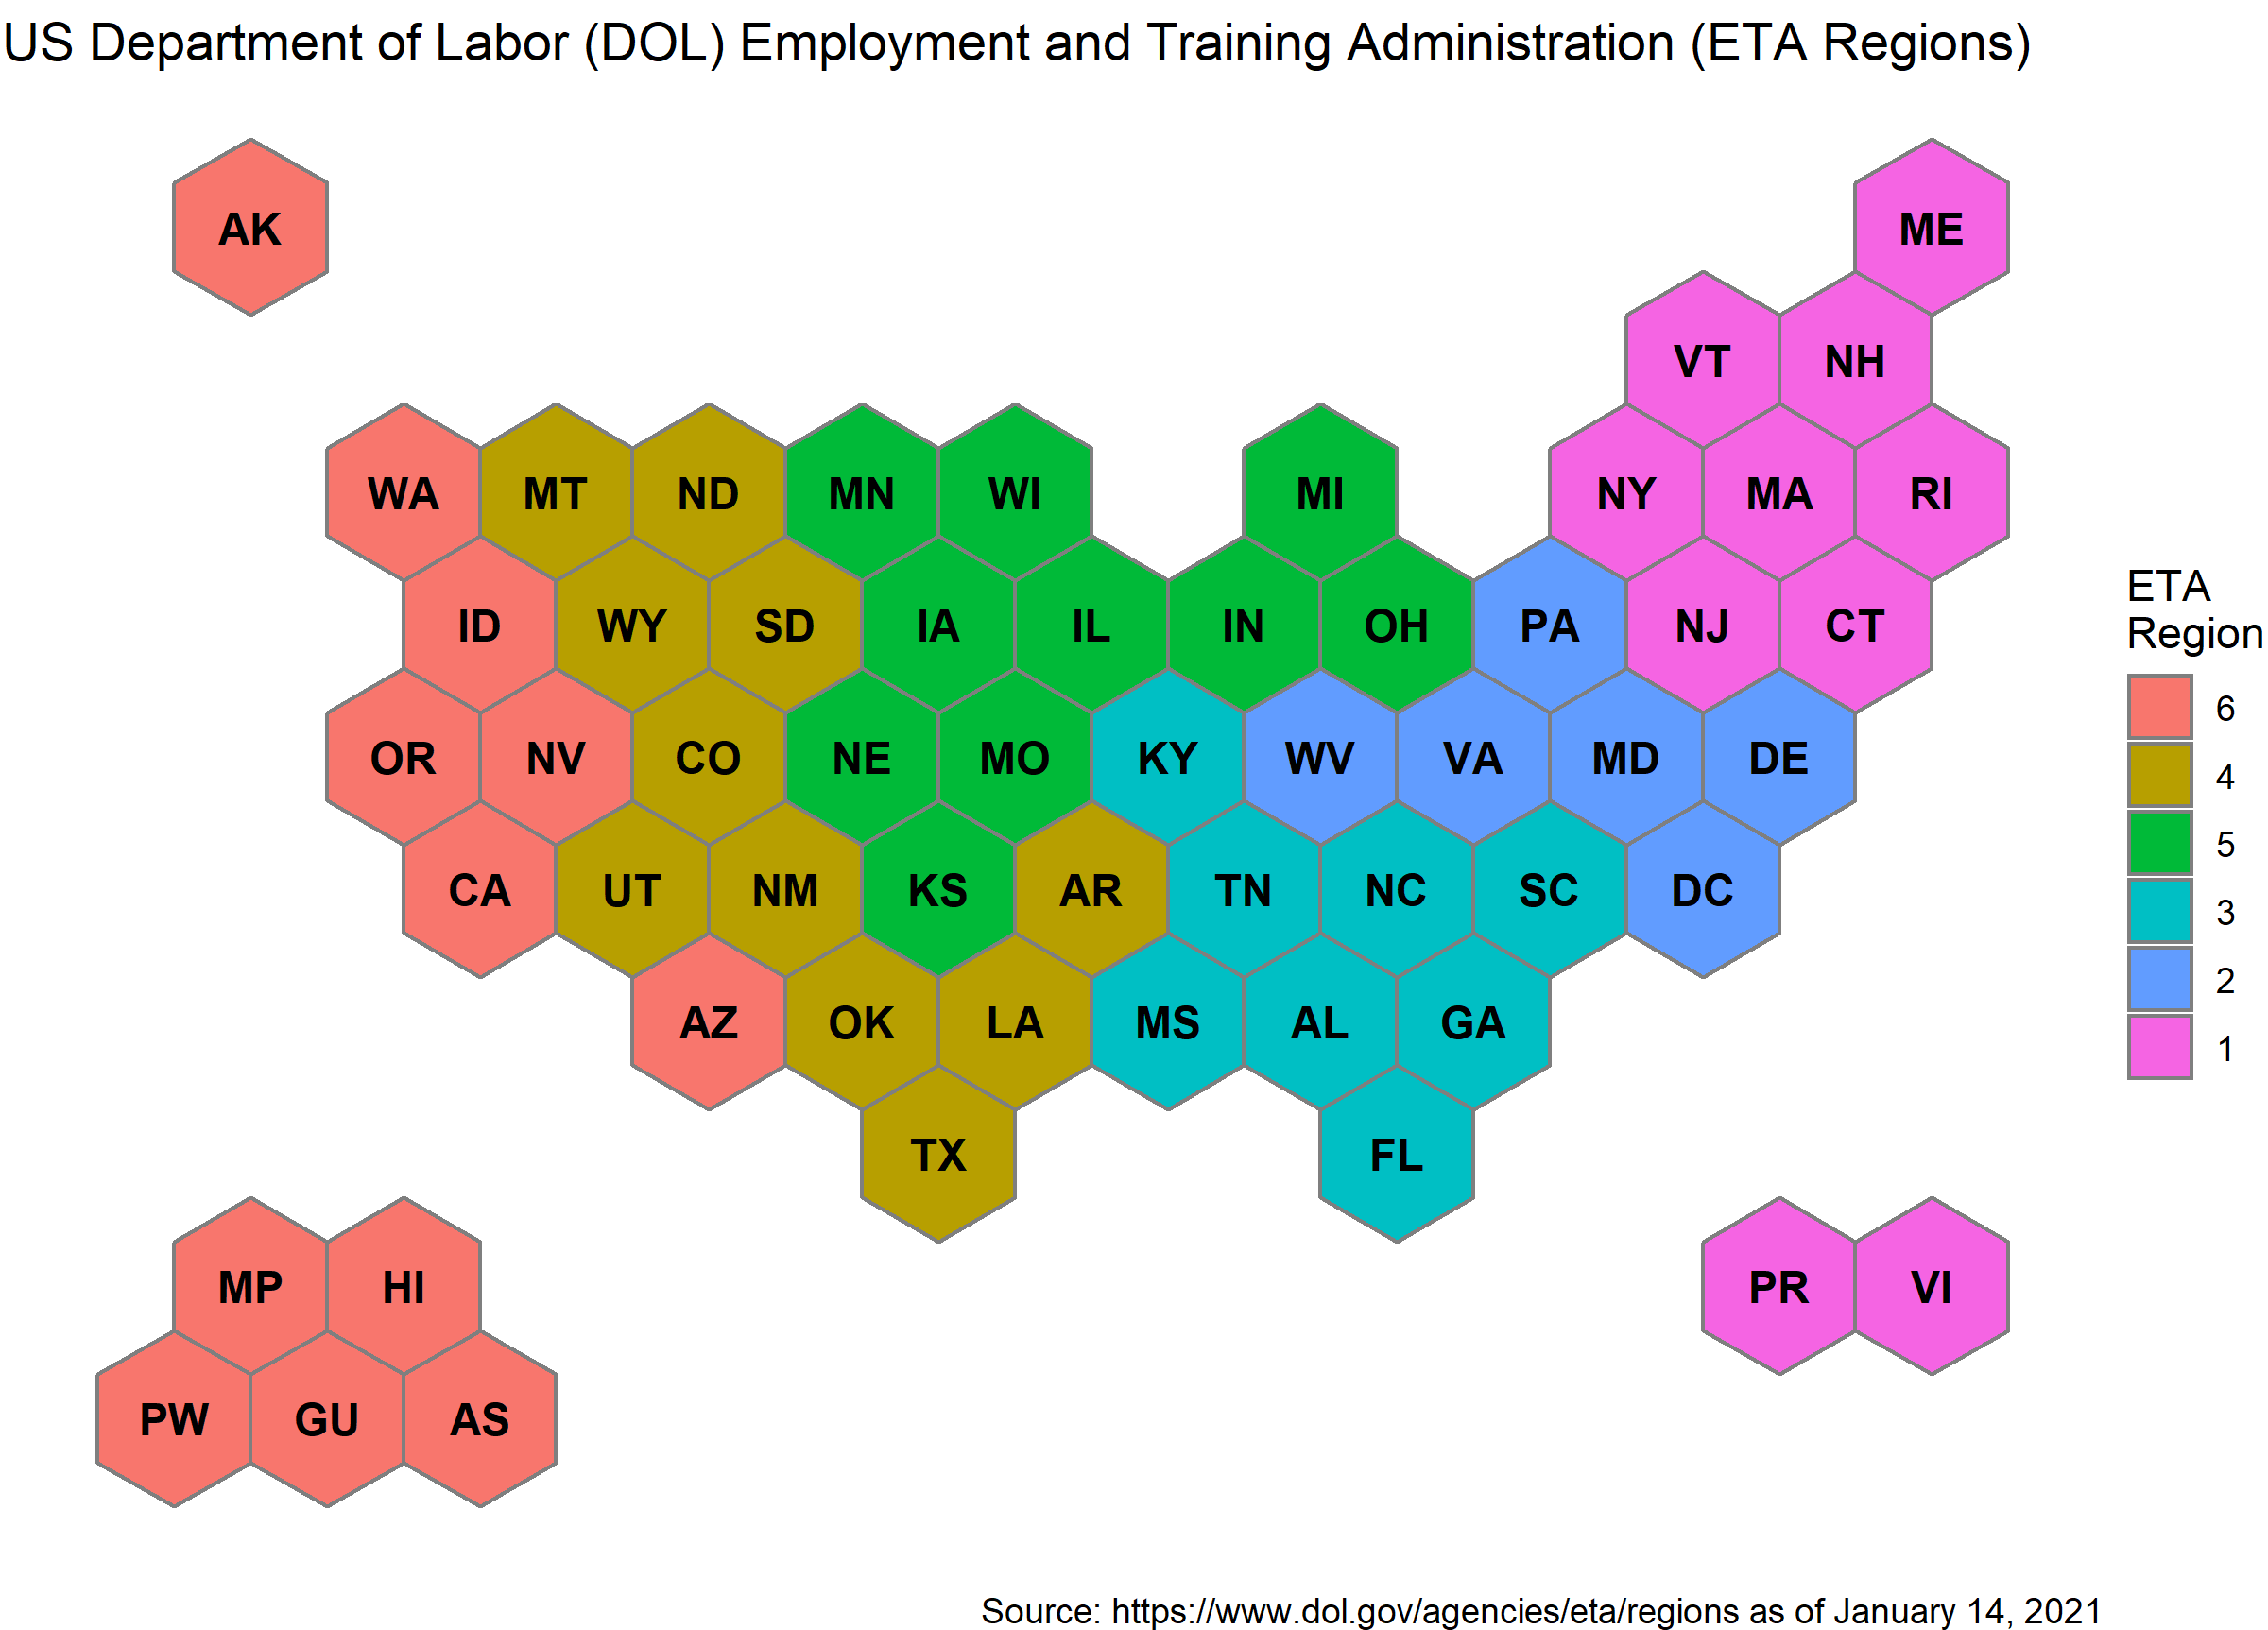 US Department of Labor (DOL) Employment and Training Administration (ETA Regions)
AK ME
VT NH
WA MT ND MN WI MI NY MA RI
ID WY SD IA IL IN OH PA NJ CT
OR NV CO NE MO KY WV VA MD DE
CA UT NM KS AR TN NC SC DC
AZ OK LA MS AL GA
TX FL
MP HI PR VI
PW GU AS
ETA
Region
6
4
5
3
2
1
Source: https://www.dol.gov/agencies/eta/regions as of January 14, 2021